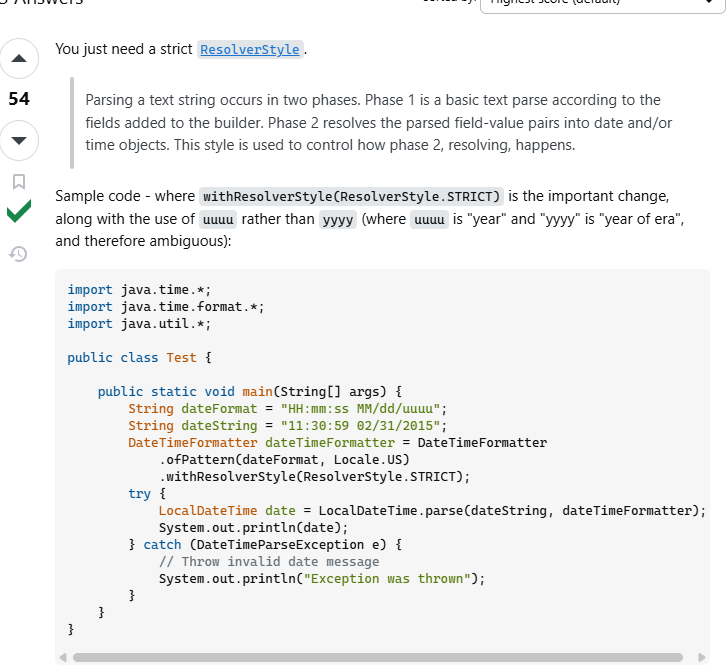 You just need a strict ResolverStyle.
54
Parsing a text string occurs in two phases. Phase 1 is a basic text parse according to the
fields added to the builder. Phase 2 resolves the parsed field-value pairs into date and/or
time objects. This style is used to control how phase 2, resolving, happens.
Sample code - where withResolverStyle(ResolverStyle.STRICT) is the important change,
along with the use of uuuu rather than yyyy (where uuuu is "year" and "yyyy" is "year of era",
and therefore ambiguous):
import java.time.*;
import java.time.format.*;
import java.util.*;

public class Test {

    public static void main(String[] args) {
        String dateFormat = "HH:mm:ss MM/dd/uuuu";
        String dateString = "11:30:59 02/31/2015";
        DateTimeFormatter dateTimeFormatter = DateTimeFormatter
            .ofPattern(dateFormat, Locale.US)
            .withResolverStyle(ResolverStyle.STRICT);
        try {
            LocalDateTime date = LocalDateTime.parse(dateString, dateTimeFormatter);
            System.out.println(date);
        } catch (DateTimeParseException e) {
            // Throw invalid date message
            System.out.println("Exception was thrown");
        }
    }
}